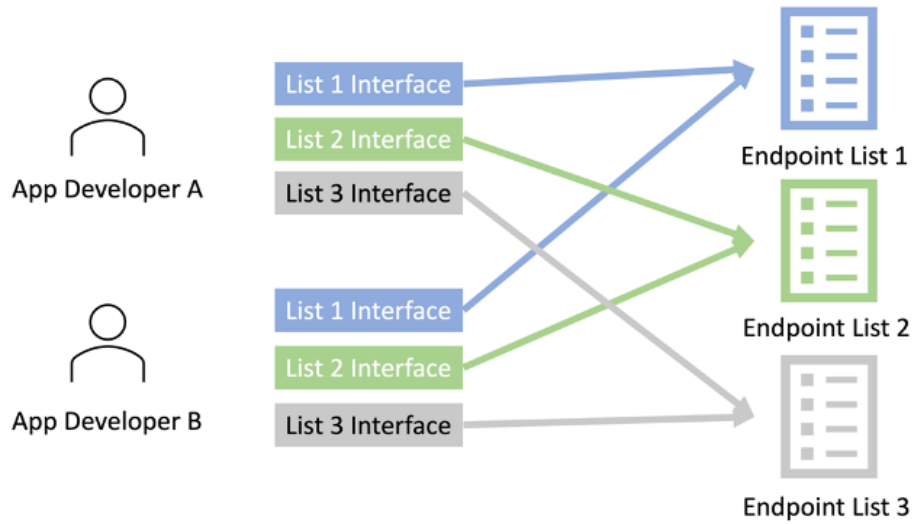 List 1 Interface
List 2 Interface
List 3 Interface
App Developer A
Endpoint List 1
List 1 Interface
List 2 Interface
List 3 Interface
App Developer B
Endpoint List 2
Endpoint List 3